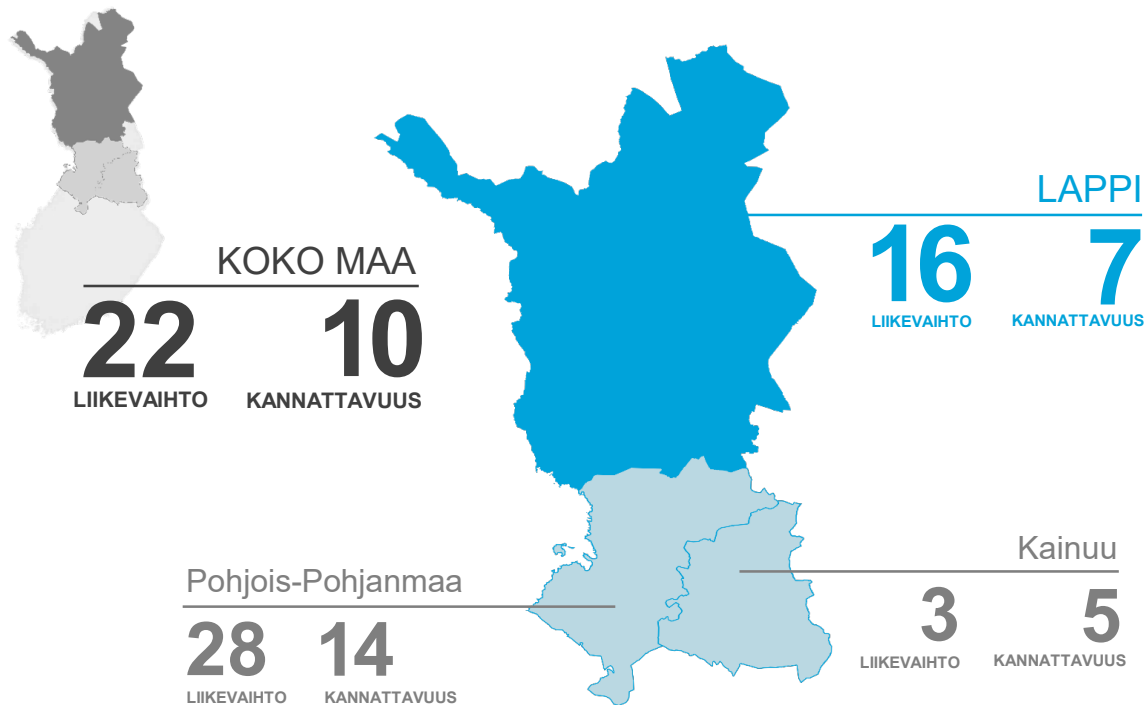 LAPPI
16 7
LIIKEVAIHTO KANNATTAVUUS
KOKO MAA
22 10
LIIKEVAIHTO KANNATTAVUUS
Kainuu
3 5
LIIKEVAIHTO KANNATTAVUUS
Pohjois-Pohjanmaa
28 14
LIIKEVAIHTO KANNATTAVUUS